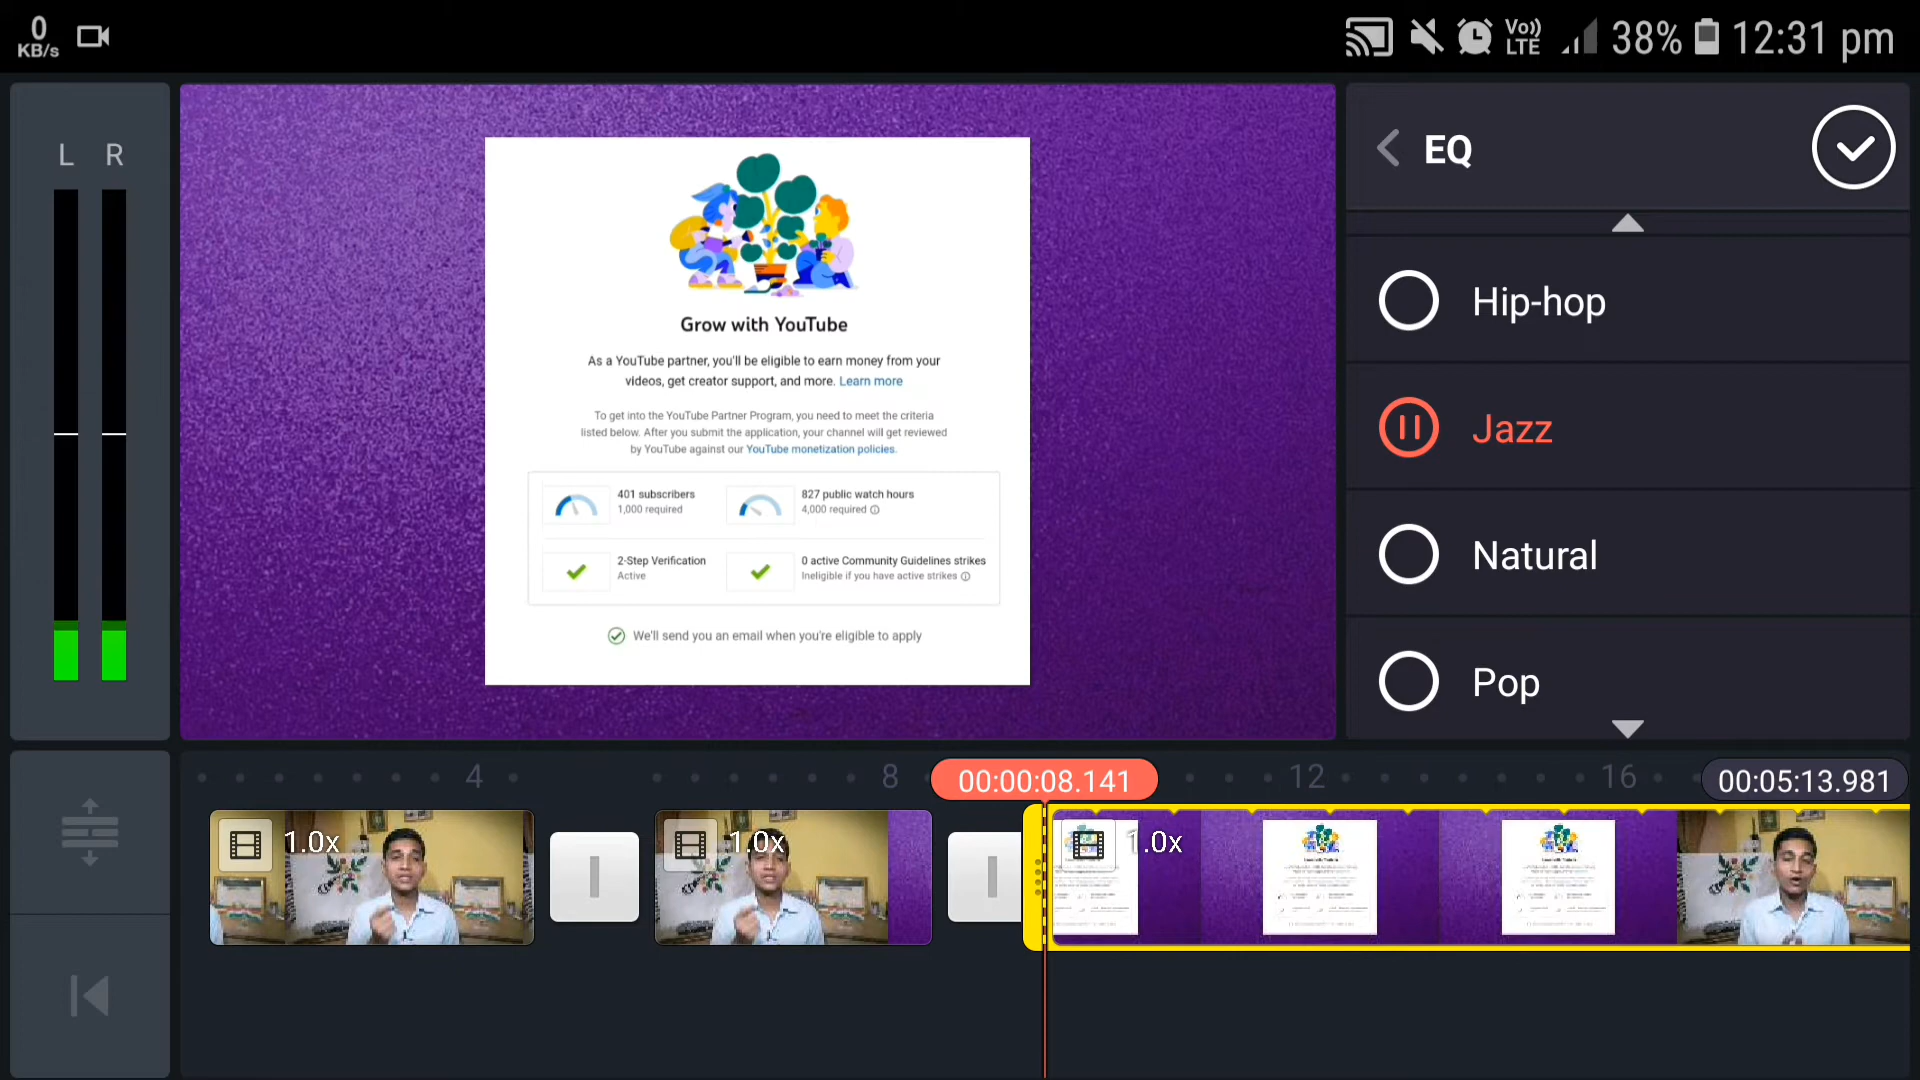 0
KB/s
Vo))
LTE
38%
12:31 pm
L R
EQ
Hip-hop
Jazz
Natural
Pop
Grow with YouTube
As a YouTube partner, you'll be eligible to earn money from your
videos, get creator support, and more. Learn more
To get into the YouTube Partner Program, you need to meet the criteria
listed below. After you submit the application, your channel will get reviewed
by YouTube against our YouTube monetization policies.
401 subscribers
1,000 required
827 public watch hours
4,000 required
2-Step Verification
Active
0 active Community Guidelines strikes
Ineligible if you have active strikes
We'll send you an email when you're eligible to apply
4
8
00:00:08.141
12
16
00:05:13.981
1.0x
1.0x
1.0x